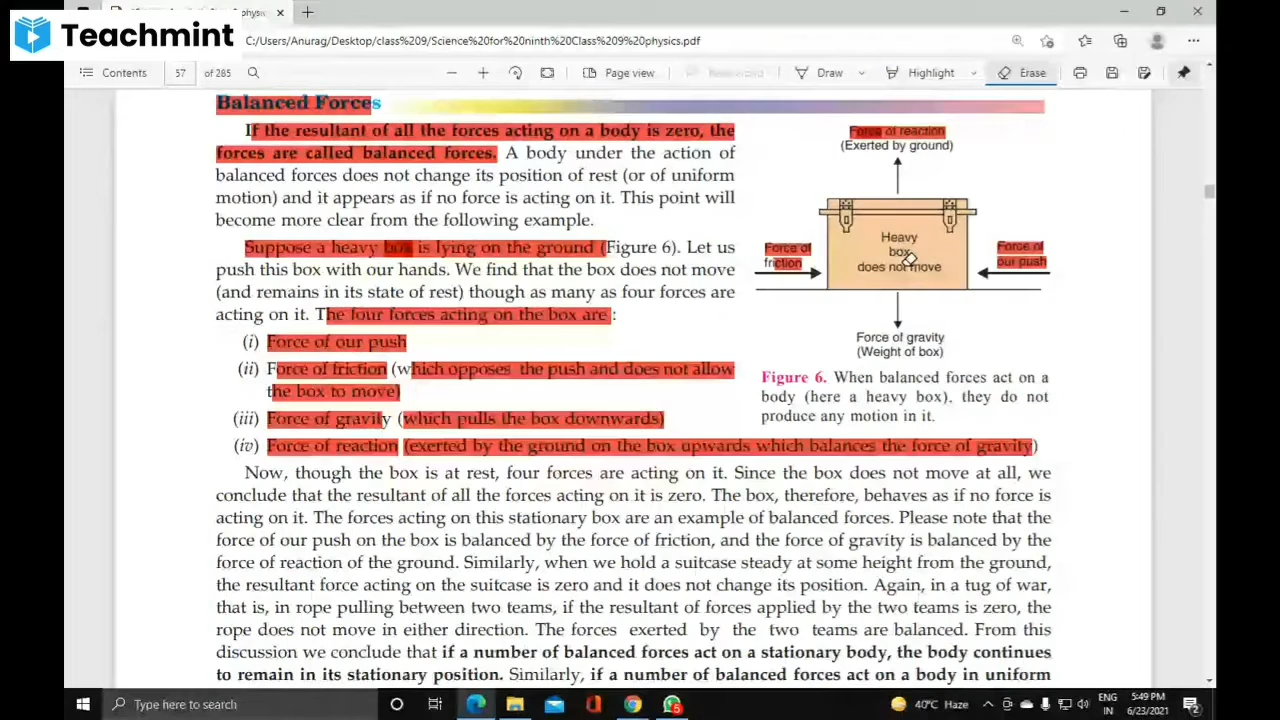 Teachmint
C:/Users/Anurag/Desktop/class%209/Science%20for%20ninth%20Class%209%20physics.pdf
Contents
57
of 285
Page view
Draw
Highlight
Erase
Balanced Forces
If the resultant of all the forces acting on a body is zero, the
forces are called balanced forces. A body under the action of
balanced forces does not change its position of rest (or of uniform
motion) and it appears as if no force is acting on it. This point will
become more clear from the following example.
Suppose a heavy box is lying on the ground (Figure 6). Let us
push this box with our hands. We find that the box does not move
(and remains in its state of rest) though as many as four forces are
acting on it. The four forces acting on the box are :
(i) Force of our push
(ii) Force of friction (which opposes the push and does not allow
the box to move)
(iii) Force of gravity (which pulls the box downwards)
(iv) Force of reaction (exerted by the ground on the box upwards which balances the force of gravity)
Force of reaction
(Exerted by ground)
Heavy
box
does not move
Force of
friction
Force of
our push
Force of gravity
(Weight of box)
Figure 6. When balanced forces act on a
body (here a heavy box), they do not
produce any motion in it.
Now, though the box is at rest, four forces are acting on it. Since the box does not move at all, we
conclude that the resultant of all the forces acting on it is zero. The box, therefore, behaves as if no force is
acting on it. The forces acting on this stationary box are an example of balanced forces. Please note that the
force of our push on the box is balanced by the force of friction, and the force of gravity is balanced by the
force of reaction of the ground. Similarly, when we hold a suitcase steady at some height from the ground,
the resultant force acting on the suitcase is zero and it does not change its position. Again, in a tug of war,
that is, in rope pulling between two teams, if the resultant of forces applied by the two teams is zero, the
rope does not move in either direction. The forces exerted by the two teams are balanced. From this
discussion we conclude that if a number of balanced forces act on a stationary body, the body continues
to remain in its stationary position. Similarly, if a number of balanced forces act on a body in uniform
Type here to search
5
40°C Haze
ENG
IN
5:49 PM
6/23/2021
2